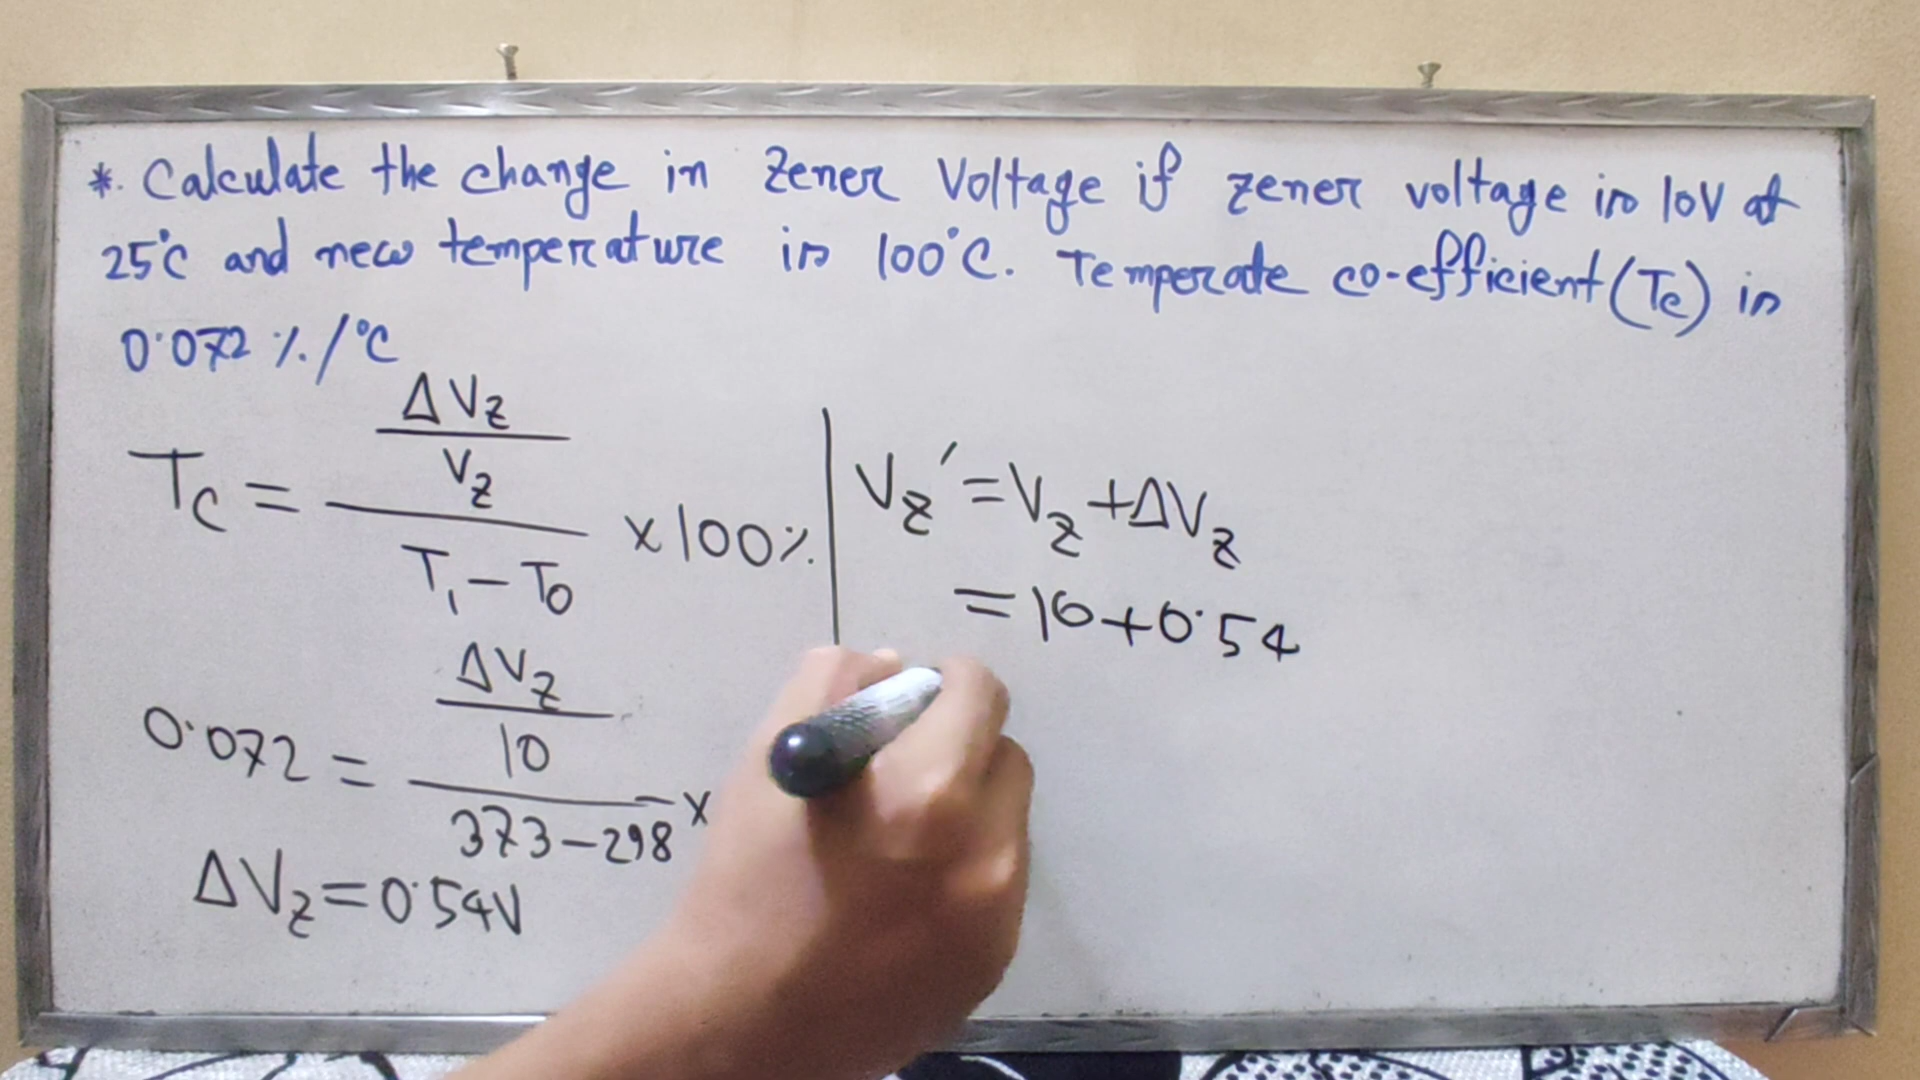 *. Calculate the change in Zener Voltage if zener voltage is 10V at
25°C and new temperature is 100°C. Temperate co-efficient (Tc) is
0.072 %/°C
ΔVz
Vz
Tc = ——— × 100%
T1 - T0
ΔVz
10
0.072 = ——— ×
373-298
ΔVz = 0.54V
Vz' = Vz + ΔVz
= 10+0.54